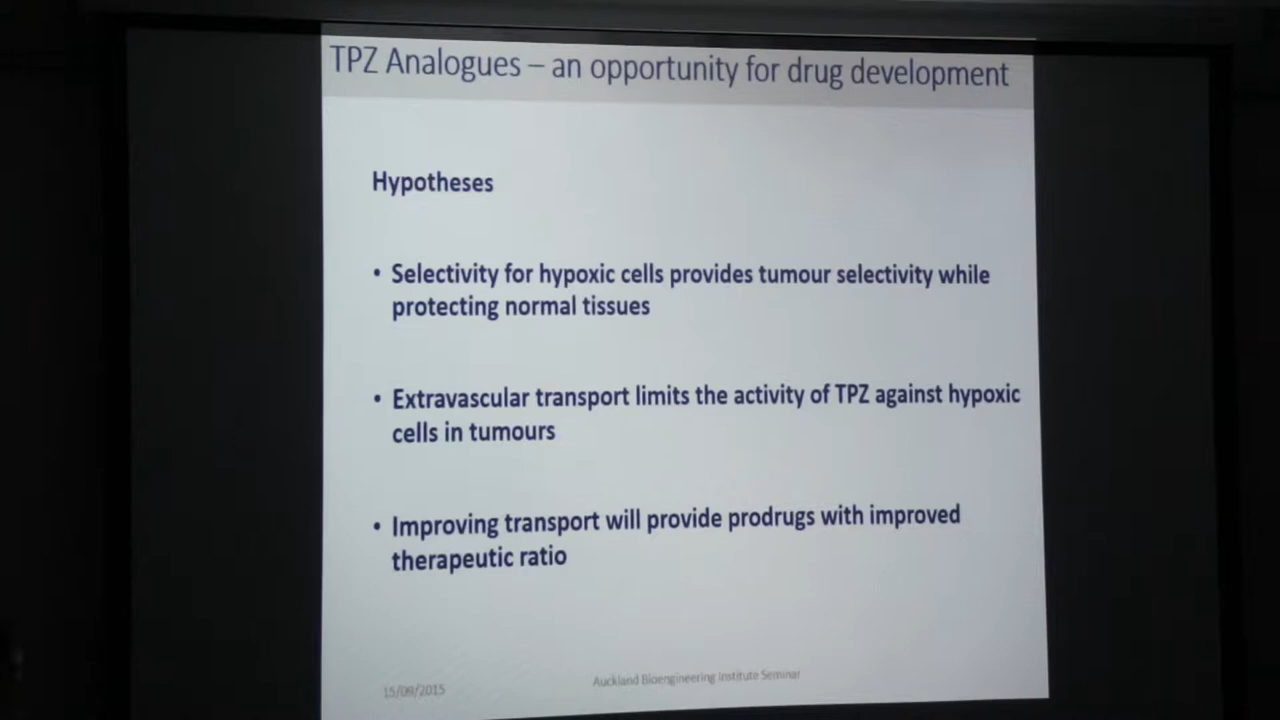 TPZ Analogues – an opportunity for drug development
Hypotheses
• Selectivity for hypoxic cells provides tumour selectivity while
protecting normal tissues
• Extravascular transport limits the activity of TPZ against hypoxic
cells in tumours
• Improving transport will provide prodrugs with improved
therapeutic ratio
15/09/2015
Auckland Bioengineering Institute Seminar